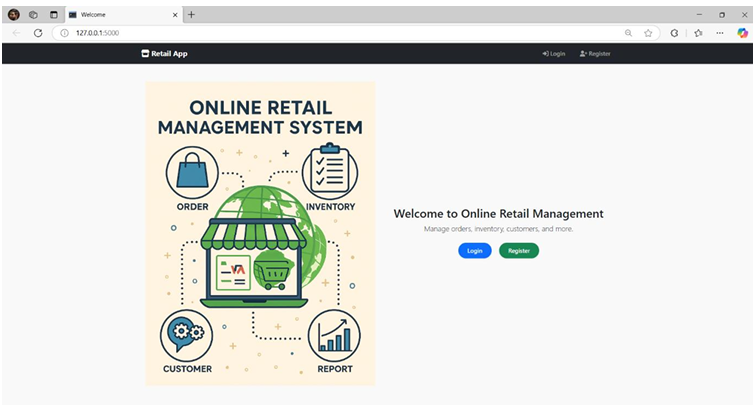 Welcome
127.0.0.1:5000
Retail App
Login
Register
ONLINE RETAIL
MANAGEMENT SYSTEM
ORDER
INVENTORY
CUSTOMER
REPORT
Welcome to Online Retail Management
Manage orders, inventory, customers, and more.
Login
Register